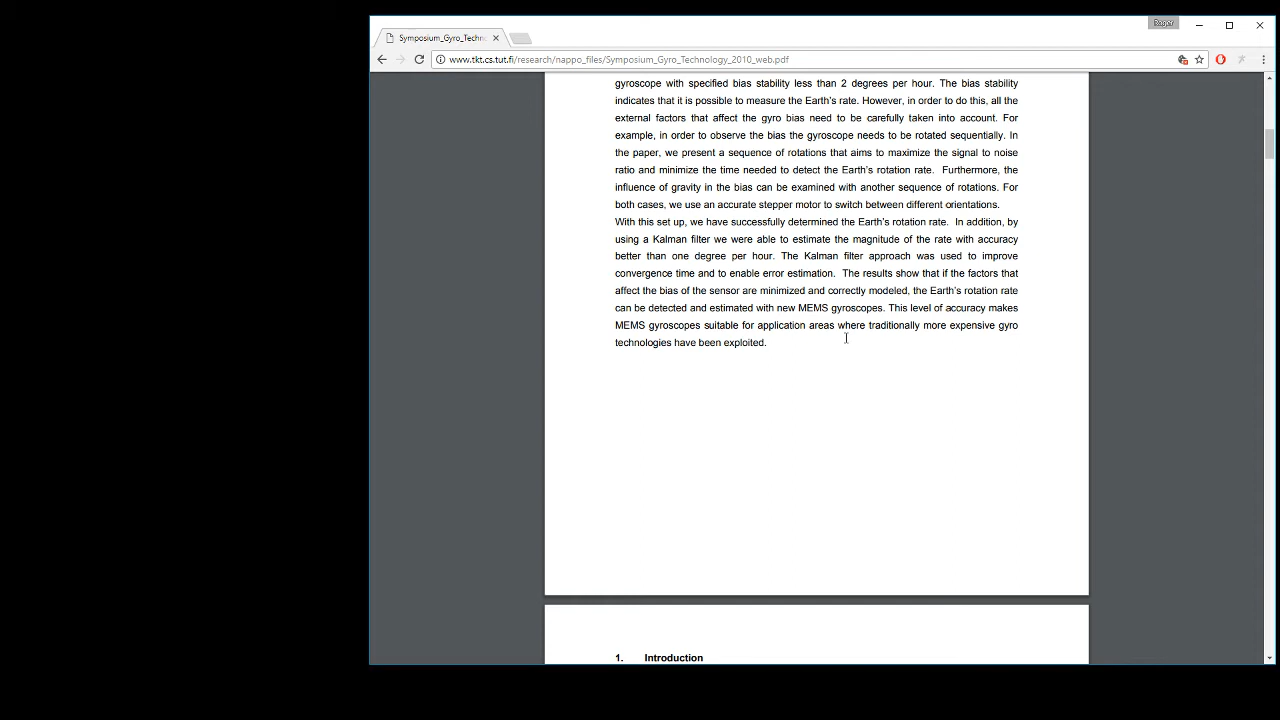 Roger
Symposium_Gyro_Techn
www.tkt.cs.tut.fi/research/nappo_files/Symposium_Gyro_Technology_2010_web.pdf
gyroscope with specified bias stability less than 2 degrees per hour. The bias stability
indicates that it is possible to measure the Earth's rate. However, in order to do this, all the
external factors that affect the gyro bias need to be carefully taken into account. For
example, in order to observe the bias the gyroscope needs to be rotated sequentially. In
the paper, we present a sequence of rotations that aims to maximize the signal to noise
ratio and minimize the time needed to detect the Earth's rotation rate. Furthermore, the
influence of gravity in the bias can be examined with another sequence of rotations. For
both cases, we use an accurate stepper motor to switch between different orientations.
With this set up, we have successfully determined the Earth's rotation rate. In addition, by
using a Kalman filter we were able to estimate the magnitude of the rate with accuracy
better than one degree per hour. The Kalman filter approach was used to improve
convergence time and to enable error estimation. The results show that if the factors that
affect the bias of the sensor are minimized and correctly modeled, the Earth's rotation rate
can be detected and estimated with new MEMS gyroscopes. This level of accuracy makes
MEMS gyroscopes suitable for application areas where traditionally more expensive gyro
technologies have been exploited.
1. Introduction